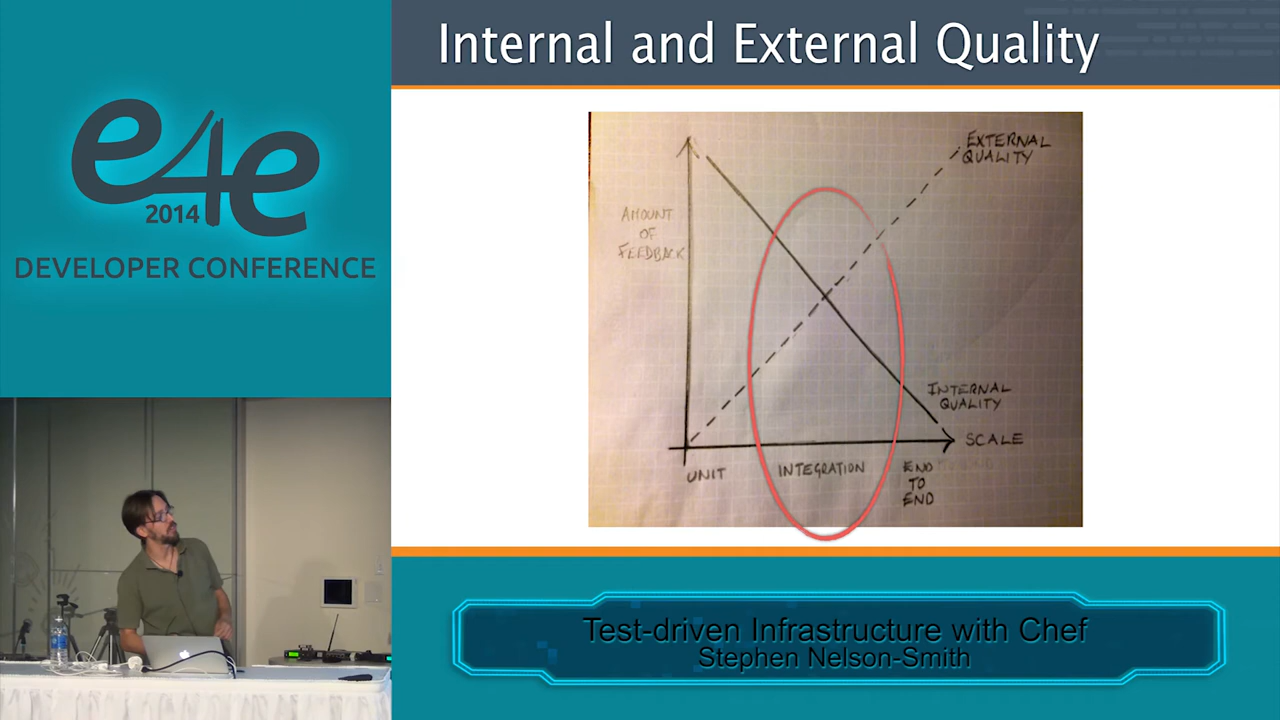 Internal and External Quality
e4e
2014
DEVELOPER CONFERENCE
EXTERNAL
QUALITY
AMOUNT
OF
FEEDBACK
INTERNAL
QUALITY
SCALE
UNIT
INTEGRATION
END
TO
END
Test-driven Infrastructure with Chef
Stephen Nelson-Smith